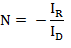 N = − I_R / I_D